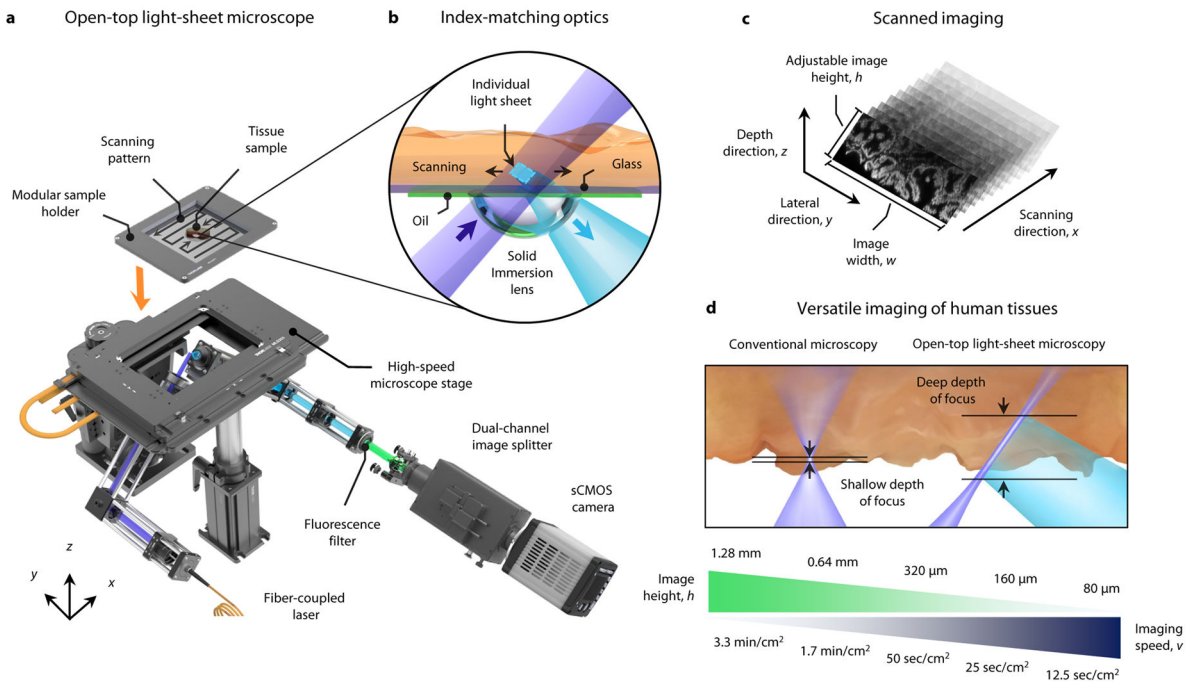 a Open-top light-sheet microscope
Scanning
pattern
Tissue
sample
Modular sample
holder
High-speed
microscope stage
Dual-channel
image splitter
sCMOS
camera
Fluorescence
filter
Fiber-coupled
laser
z
y
x
b Index-matching optics
Individual
light sheet
Scanning
Glass
Oil
Solid
Immersion
lens
c Scanned imaging
Adjustable image
height, h
Depth
direction, z
Lateral
direction, y
Image
width, w
Scanning
direction, x
d Versatile imaging of human tissues
Conventional microscopy
Open-top light-sheet microscopy
Deep depth
of focus
Shallow depth
of focus
1.28 mm
0.64 mm
320 µm
160 µm
80 µm
Image
height, h
Imaging
speed, v
3.3 min/cm²
1.7 min/cm²
50 sec/cm²
25 sec/cm²
12.5 sec/cm²